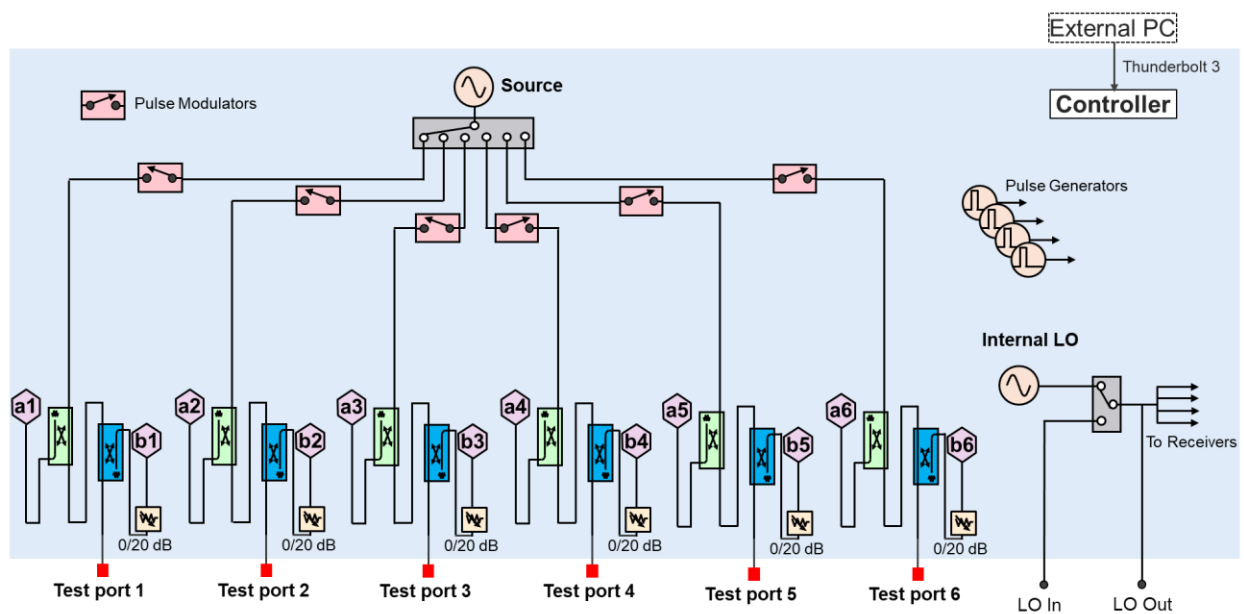 External PC
Thunderbolt 3
Controller
Source
Pulse Modulators
Pulse Generators
Internal LO
To Receivers
a1
a2
a3
a4
a5
a6
b1
b2
b3
b4
b5
b6
0/20 dB
0/20 dB
0/20 dB
0/20 dB
0/20 dB
0/20 dB
Test port 1
Test port 2
Test port 3
Test port 4
Test port 5
Test port 6
LO In
LO Out